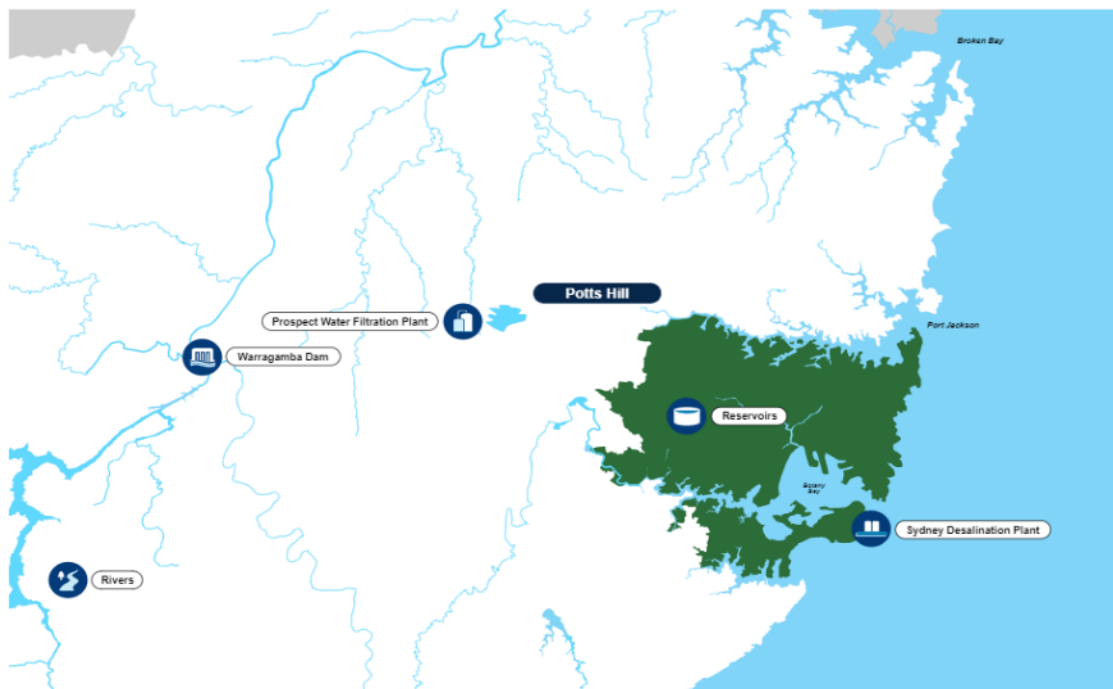 Broken Bay
Potts Hill
Prospect Water Filtration Plant
Port Jackson
Warragamba Dam
Reservoirs
Botany
Bay
Sydney Desalination Plant
Rivers